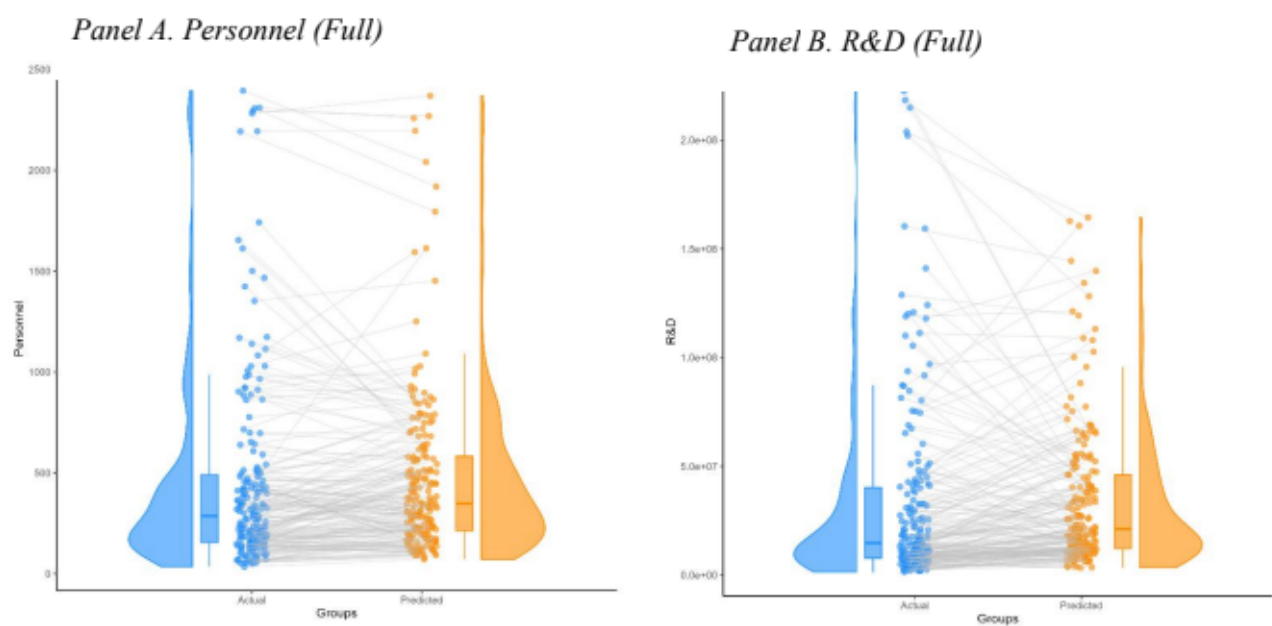 Panel A. Personnel (Full)
2500
2000
1500
1000
500
0
Personnel
Actual
Predicted
Groups
Panel B. R&D (Full)
2.0e+08
1.5e+08
1.0e+08
5.0e+07
0.0e+00
R&D
Actual
Predicted
Groups